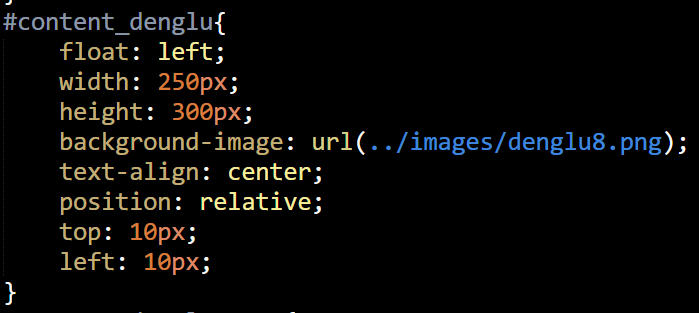 #content_denglu{
float: left;
width: 250px;
height: 300px;
background-image: url(../images/denglu8.png);
text-align: center;
position: relative;
top: 10px;
left: 10px;
}